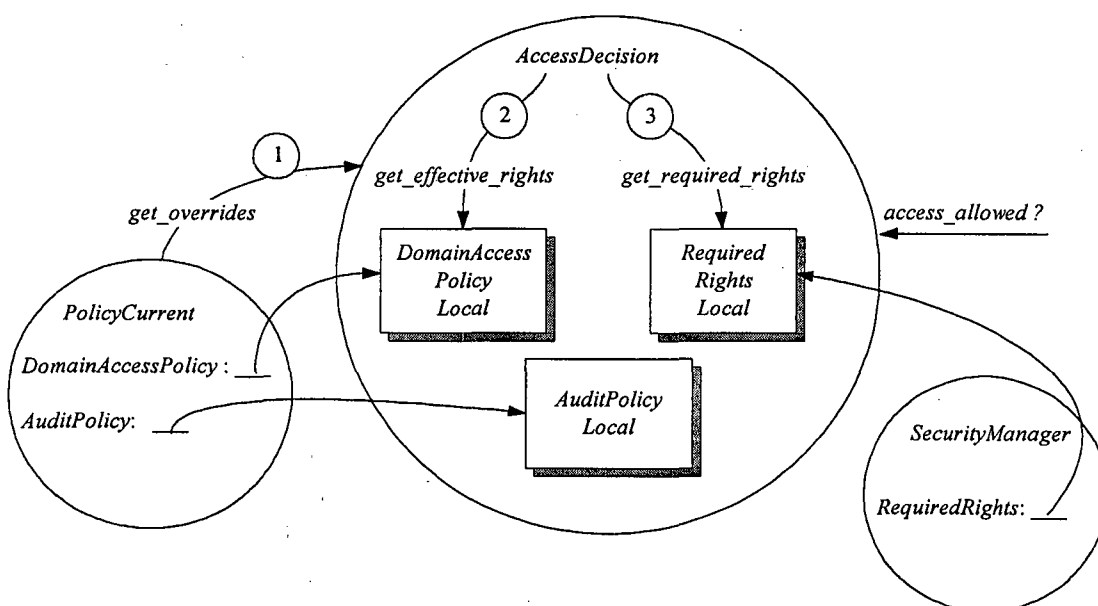 AccessDecision
2
3
1
get_effective_rights
get_required_rights
get_overrides
access_allowed ?
DomainAccess
Policy
Local
Required
Rights
Local
PolicyCurrent
DomainAccessPolicy :
AuditPolicy:
AuditPolicy
Local
SecurityManager
RequiredRights: